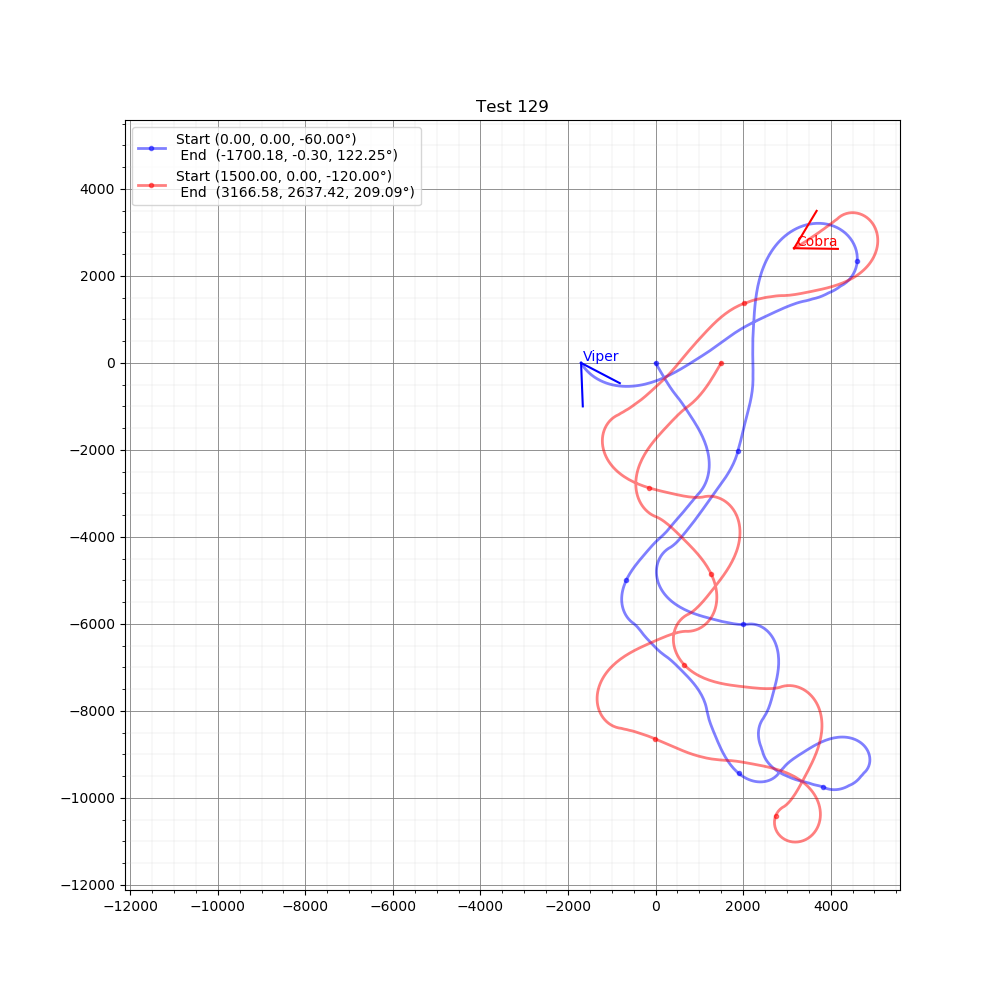 Test 129
Start (0.00, 0.00, -60.00°)
End (-1700.18, -0.30, 122.25°)
Start (1500.00, 0.00, -120.00°)
End (3166.58, 2637.42, 209.09°)
4000
2000
0
−2000
−4000
−6000
−8000
−10000
−12000
Cobra
Viper
−12000 −10000 −8000 −6000 −4000 −2000 0 2000 4000